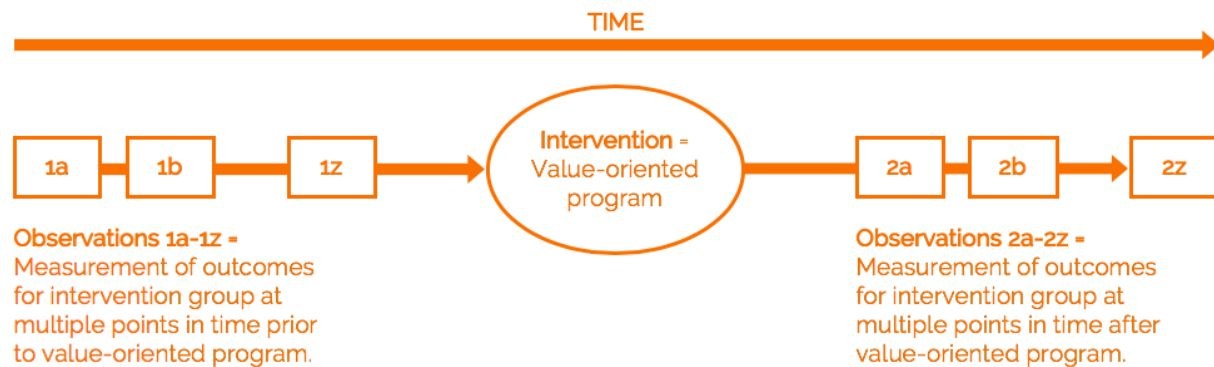 TIME
1a
1b
1z
Intervention =
Value-oriented
program
2a
2b
2z
Observations 1a-1z =
Measurement of outcomes
for intervention group at
multiple points in time prior
to value-oriented program.
Observations 2a-2z =
Measurement of outcomes
for intervention group at
multiple points in time after
value-oriented program.